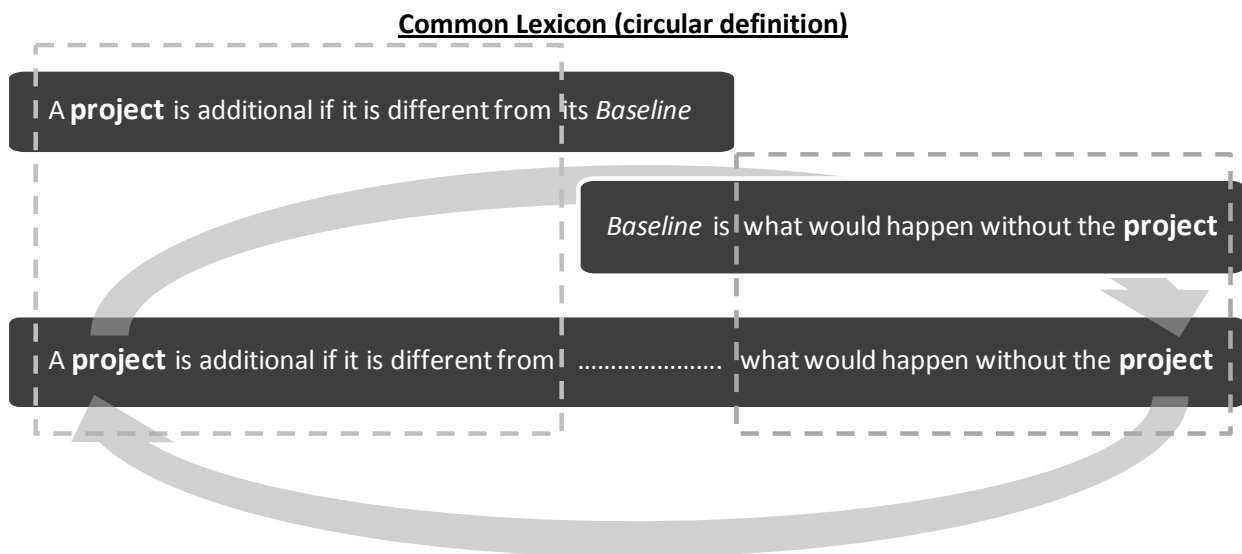 Common Lexicon (circular definition)
A project is additional if it is different from its Baseline
Baseline is what would happen without the project
A project is additional if it is different from ...................... what would happen without the project